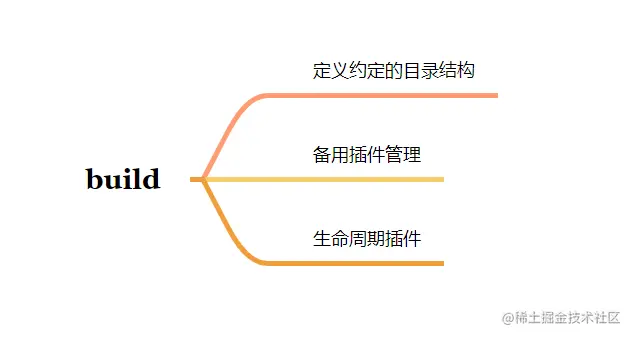 定义约定的目录结构
备用插件管理
build
生命周期插件
@稀土掘金技术社区